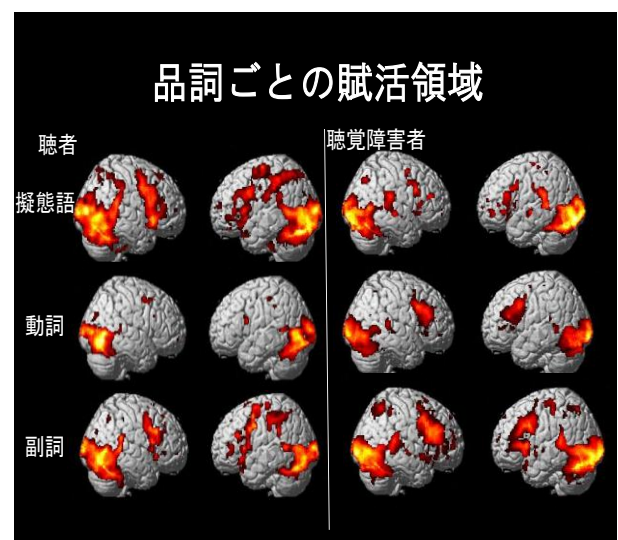 品詞ごとの賦活領域
聴者
聴覚障害者
擬態語
動詞
副詞